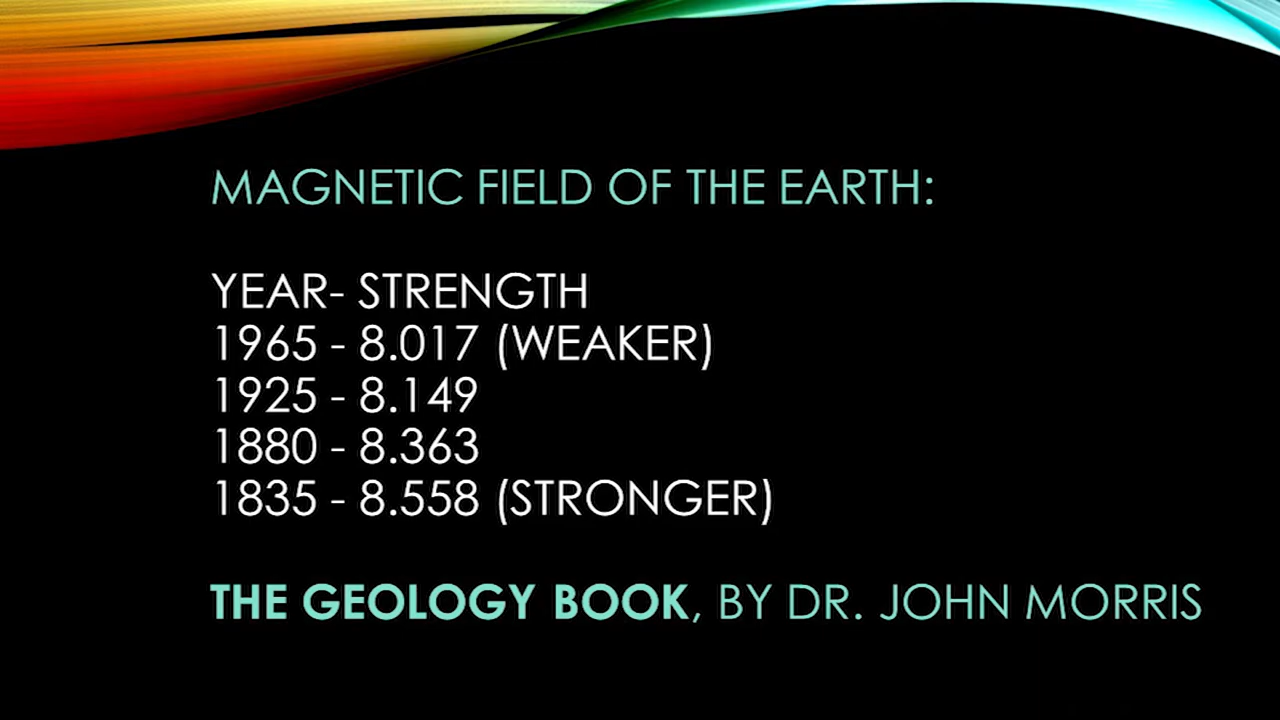 MAGNETIC FIELD OF THE EARTH:
YEAR- STRENGTH
1965 - 8.017 (WEAKER)
1925 - 8.149
1880 - 8.363
1835 - 8.558 (STRONGER)
THE GEOLOGY BOOK, BY DR. JOHN MORRIS